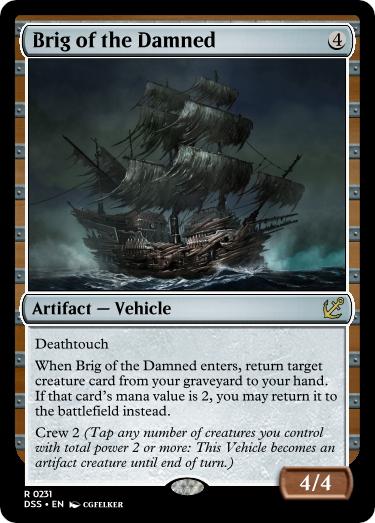 Brig of the Damned 4
Artifact — Vehicle
Deathtouch
When Brig of the Damned enters, return target
creature card from your graveyard to your hand.
If that card's mana value is 2, you may return it to
the battlefield instead.
Crew 2 (Tap any number of creatures you control
with total power 2 or more: This Vehicle becomes an
artifact creature until end of turn.)
4/4
R 0231
DSS • EN CGFELKER